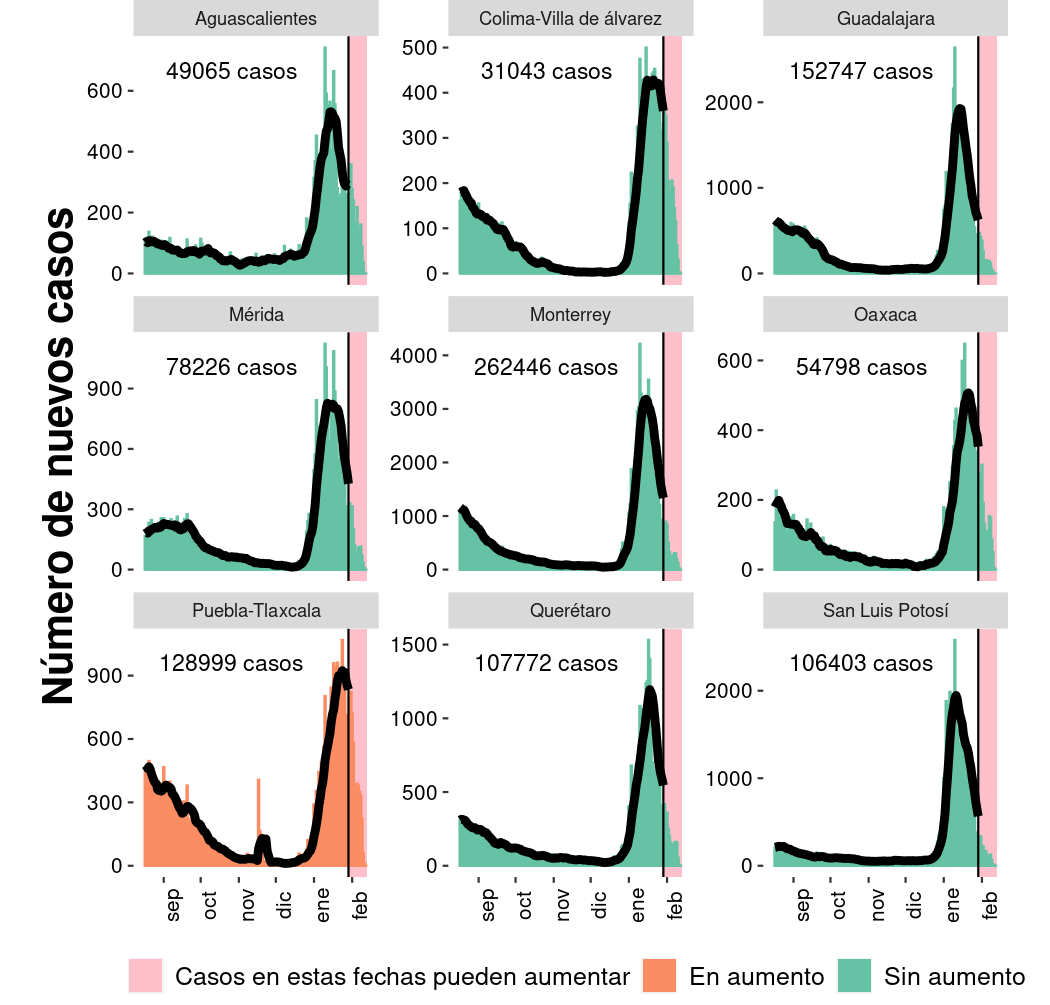 Número de nuevos casos
Aguascalientes
49065 casos
600
400
200
0
Colima-Villa de álvarez
31043 casos
500
400
300
200
100
0
Guadalajara
152747 casos
2000
1000
0
Mérida
78226 casos
900
600
300
0
Monterrey
262446 casos
4000
3000
2000
1000
0
Oaxaca
54798 casos
600
400
200
0
Puebla-Tlaxcala
128999 casos
900
600
300
0
sep oct nov dic ene feb
Querétaro
107772 casos
1500
1000
500
0
sep oct nov dic ene feb
San Luis Potosí
106403 casos
2000
1000
0
sep oct nov dic ene feb
Casos en estas fechas pueden aumentar En aumento Sin aumento